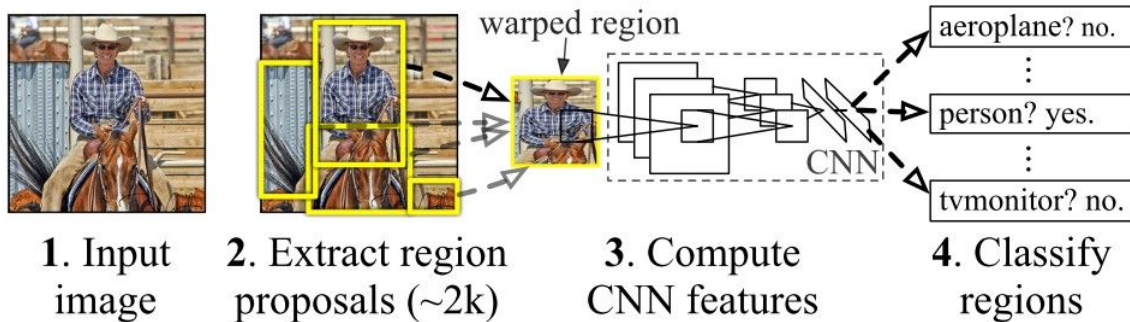 warped region
aeroplane? no.
⋮
person? yes.
⋮
tvmonitor? no.
CNN
1. Input
image
2. Extract region
proposals (~2k)
3. Compute
CNN features
4. Classify
regions